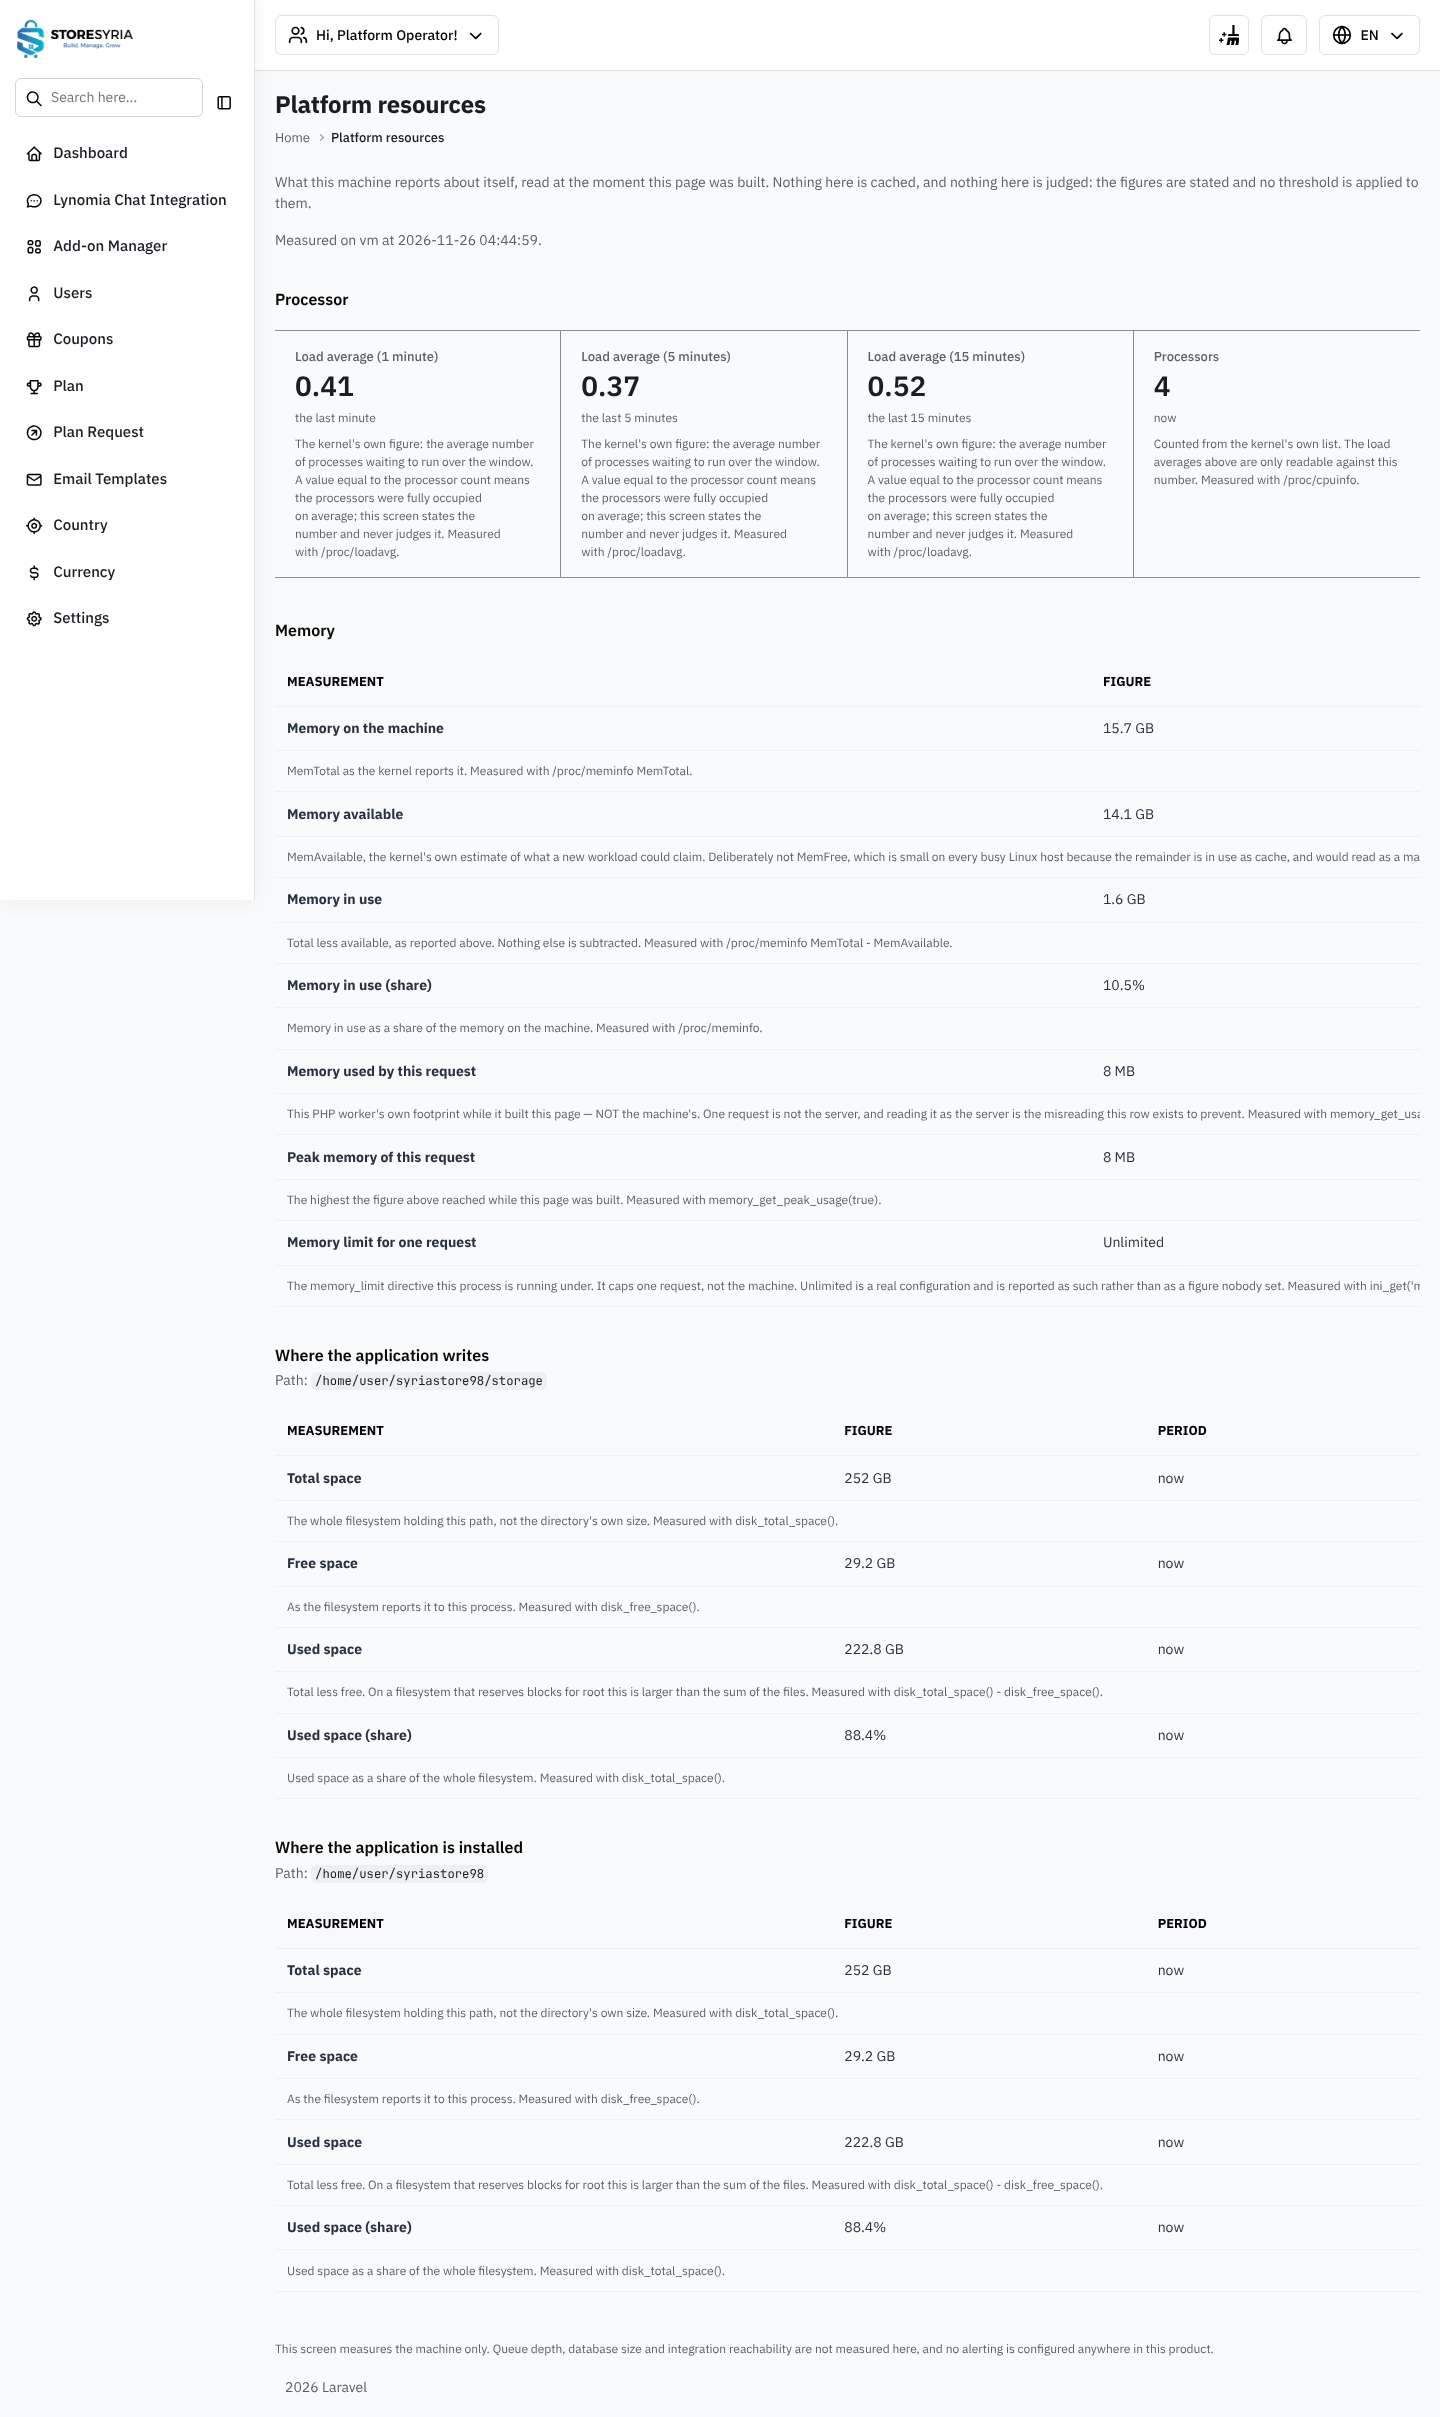 STORESYRIA
Build. Manage. Grow
Search here...
Dashboard
Lynomia Chat Integration
Add-on Manager
Users
Coupons
Plan
Plan Request
Email Templates
Country
Currency
Settings
Hi, Platform Operator!
EN
Platform resources
Home > Platform resources
What this machine reports about itself, read at the moment this page was built. Nothing here is cached, and nothing here is judged: the figures are stated and no threshold is applied to
them.
Measured on vm at 2026-11-26 04:44:59.
Processor
Load average (1 minute)
0.41
the last minute
The kernel's own figure: the average number
of processes waiting to run over the window.
A value equal to the processor count means
the processors were fully occupied
on average; this screen states the
number and never judges it. Measured
with /proc/loadavg.
Load average (5 minutes)
0.37
the last 5 minutes
The kernel's own figure: the average number
of processes waiting to run over the window.
A value equal to the processor count means
the processors were fully occupied
on average; this screen states the
number and never judges it. Measured
with /proc/loadavg.
Load average (15 minutes)
0.52
the last 15 minutes
The kernel's own figure: the average number
of processes waiting to run over the window.
A value equal to the processor count means
the processors were fully occupied
on average; this screen states the
number and never judges it. Measured
with /proc/loadavg.
Processors
4
now
Counted from the kernel's own list. The load
averages above are only readable against this
number. Measured with /proc/cpuinfo.
Memory
MEASUREMENT FIGURE
Memory on the machine 15.7 GB
MemTotal as the kernel reports it. Measured with /proc/meminfo MemTotal.
Memory available 14.1 GB
MemAvailable, the kernel's own estimate of what a new workload could claim. Deliberately not MemFree, which is small on every busy Linux host because the remainder is in use as cache, and would read as a ma
Memory in use 1.6 GB
Total less available, as reported above. Nothing else is subtracted. Measured with /proc/meminfo MemTotal - MemAvailable.
Memory in use (share) 10.5%
Memory in use as a share of the memory on the machine. Measured with /proc/meminfo.
Memory used by this request 8 MB
This PHP worker's own footprint while it built this page — NOT the machine's. One request is not the server, and reading it as the server is the misreading this row exists to prevent. Measured with memory_get_usa
Peak memory of this request 8 MB
The highest the figure above reached while this page was built. Measured with memory_get_peak_usage(true).
Memory limit for one request Unlimited
The memory_limit directive this process is running under. It caps one request, not the machine. Unlimited is a real configuration and is reported as such rather than as a figure nobody set. Measured with ini_get('m
Where the application writes
Path: /home/user/syriastore98/storage
MEASUREMENT FIGURE PERIOD
Total space 252 GB now
The whole filesystem holding this path, not the directory's own size. Measured with disk_total_space().
Free space 29.2 GB now
As the filesystem reports it to this process. Measured with disk_free_space().
Used space 222.8 GB now
Total less free. On a filesystem that reserves blocks for root this is larger than the sum of the files. Measured with disk_total_space() - disk_free_space().
Used space (share) 88.4% now
Used space as a share of the whole filesystem. Measured with disk_total_space().
Where the application is installed
Path: /home/user/syriastore98
MEASUREMENT FIGURE PERIOD
Total space 252 GB now
The whole filesystem holding this path, not the directory's own size. Measured with disk_total_space().
Free space 29.2 GB now
As the filesystem reports it to this process. Measured with disk_free_space().
Used space 222.8 GB now
Total less free. On a filesystem that reserves blocks for root this is larger than the sum of the files. Measured with disk_total_space() - disk_free_space().
Used space (share) 88.4% now
Used space as a share of the whole filesystem. Measured with disk_total_space().
This screen measures the machine only. Queue depth, database size and integration reachability are not measured here, and no alerting is configured anywhere in this product.
2026 Laravel